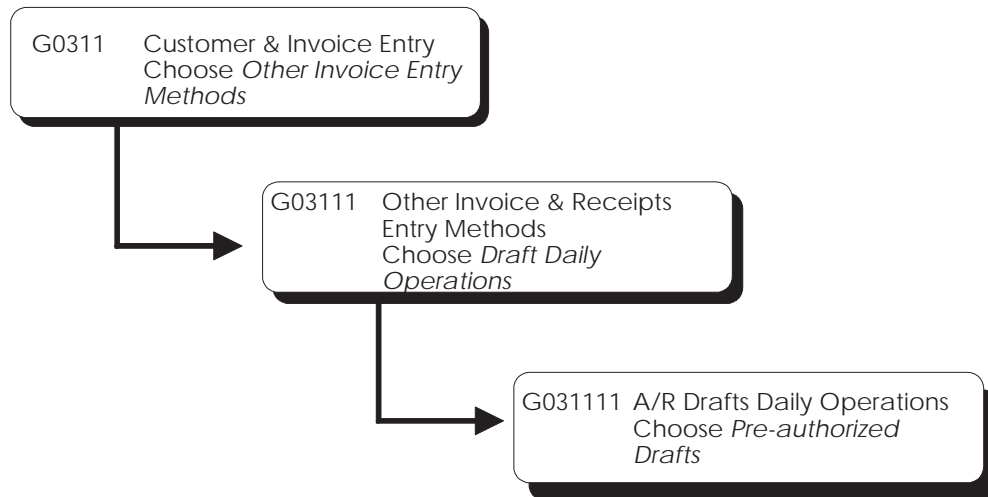 G0311 Customer & Invoice Entry
Choose Other Invoice Entry
Methods
G03111 Other Invoice & Receipts
Entry Methods
Choose Draft Daily
Operations
G031111 A/R Drafts Daily Operations
Choose Pre-authorized
Drafts